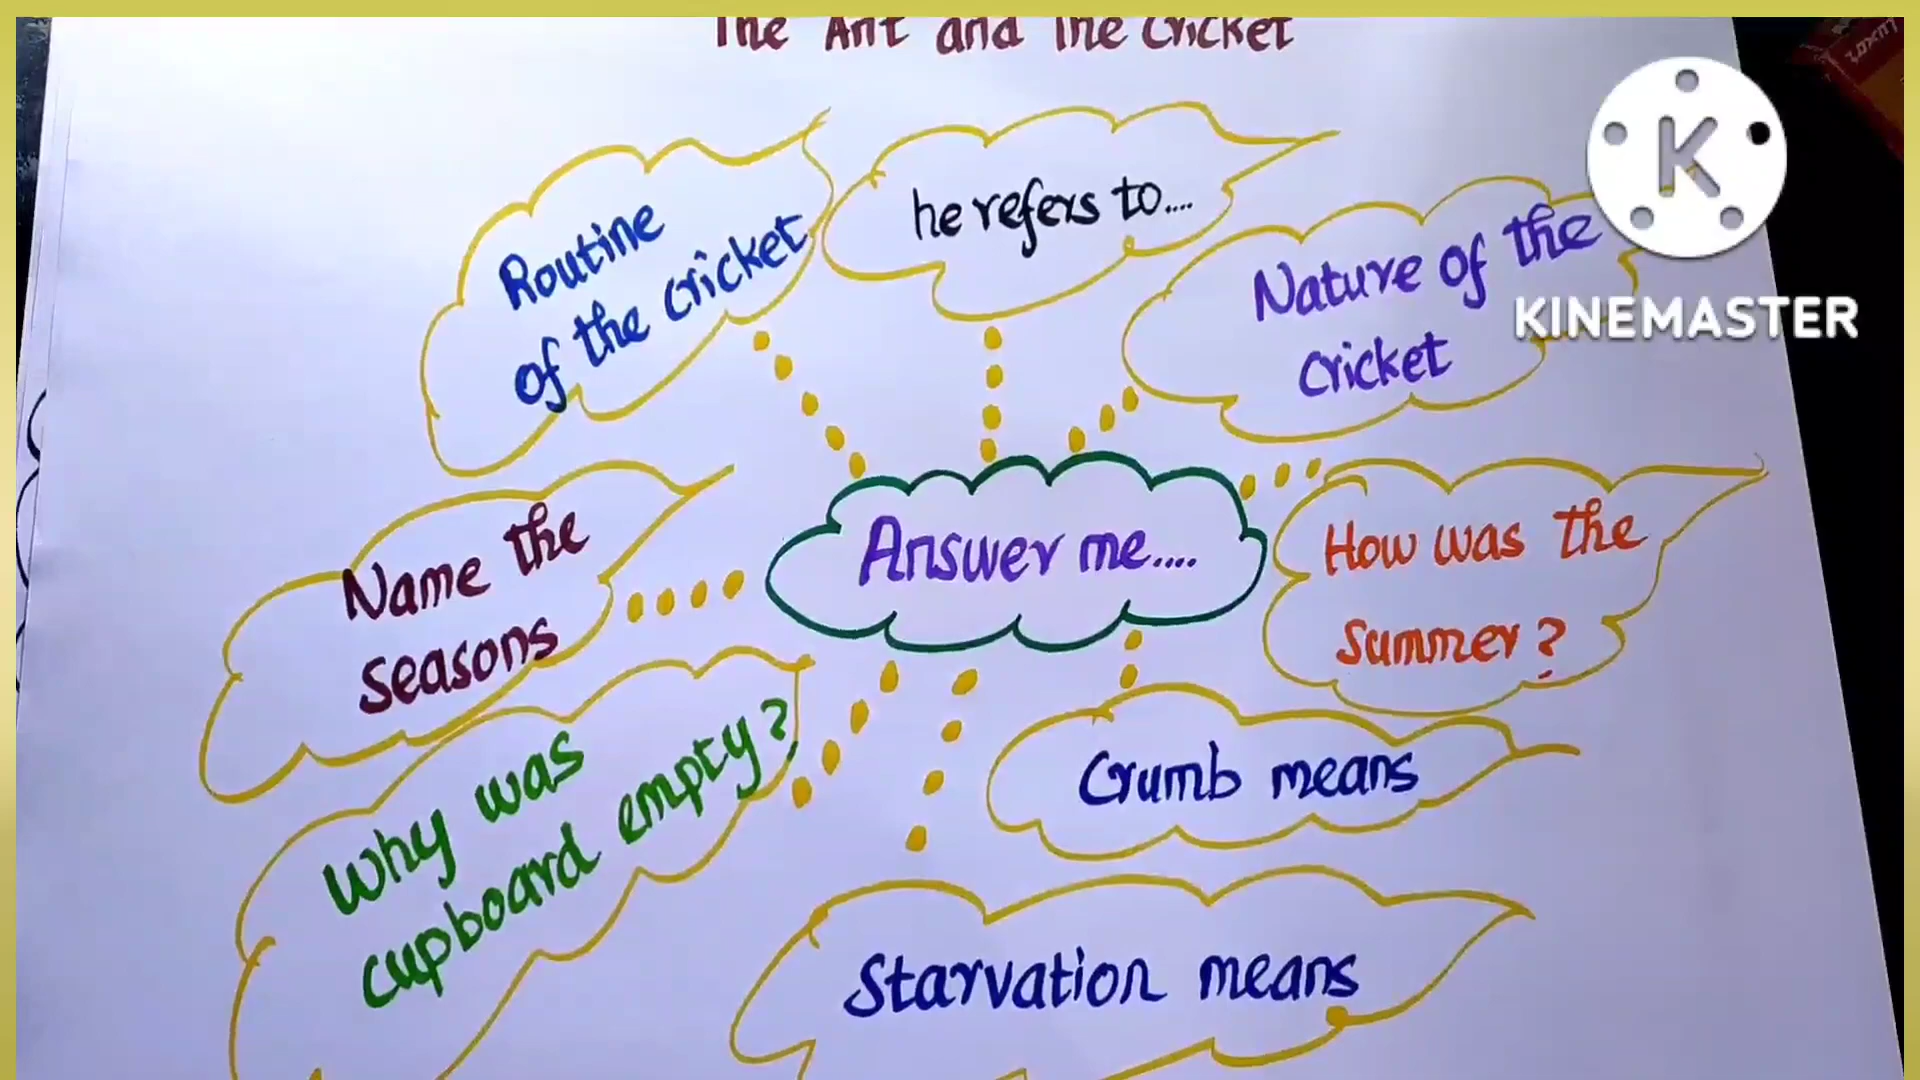 The Ant and The Cricket
Routine
of the cricket
he refers to....
Nature of the
cricket
K
KINEMASTER
Answer me....
How was the
Summer?
Name the
seasons
Why was
cupboard empty?
Crumb means
Starvation means